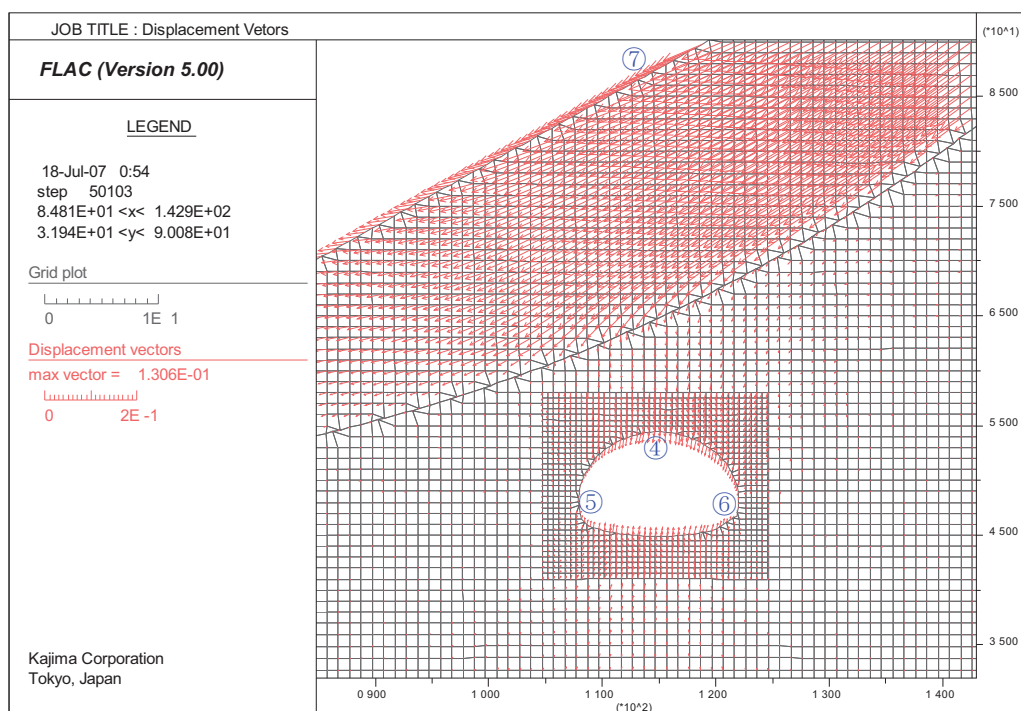 JOB TITLE : Displacement Vetors
(*10^1)
FLAC (Version 5.00)
LEGEND
18-Jul-07 0:54
step 50103
8.481E+01 <x< 1.429E+02
3.194E+01 <y< 9.008E+01
Grid plot
0 1E 1
Displacement vectors
max vector = 1.306E-01
0 2E -1
Kajima Corporation
Tokyo, Japan
⑦
④
⑤ ⑥
8 500
7 500
6 500
5 500
4 500
3 500
0 900 1 000 1 100 1 200 1 300 1 400
(*10^2)